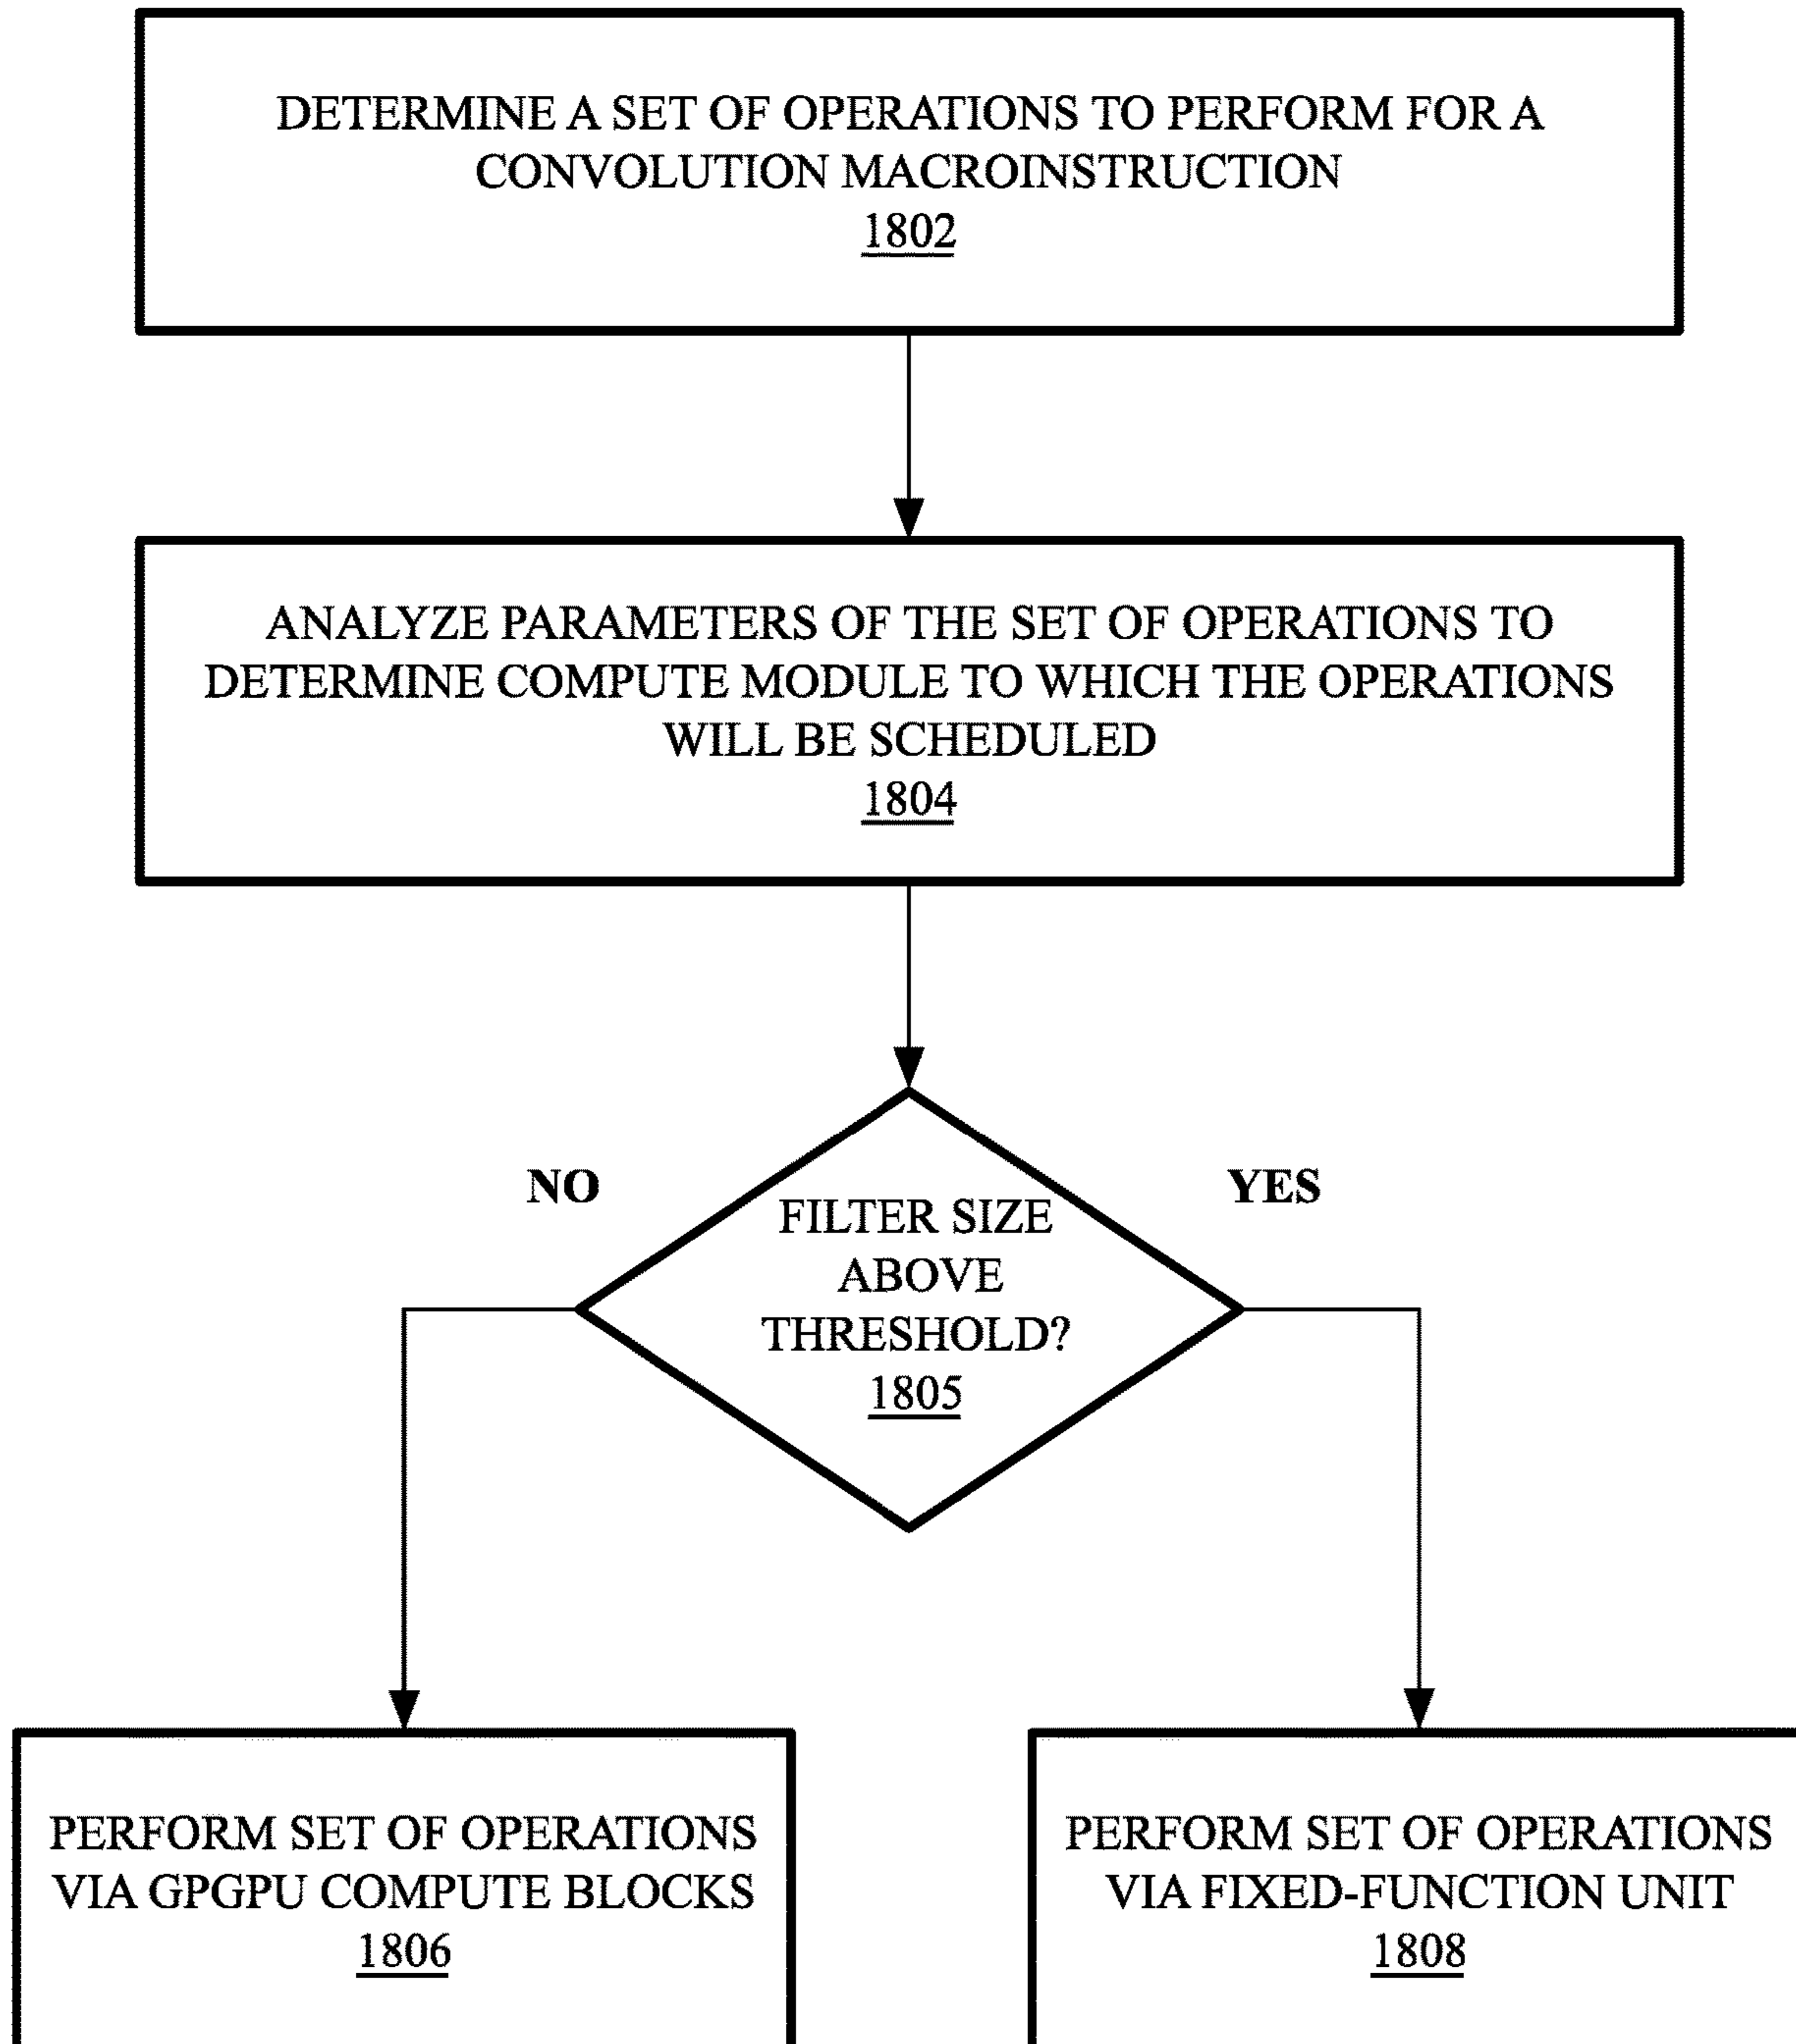 DETERMINE A SET OF OPERATIONS TO PERFORM FOR A
CONVOLUTION MACROINSTRUCTION
1802
ANALYZE PARAMETERS OF THE SET OF OPERATIONS TO
DETERMINE COMPUTE MODULE TO WHICH THE OPERATIONS
WILL BE SCHEDULED
1804
NO
YES
FILTER SIZE
ABOVE
THRESHOLD?
1805
PERFORM SET OF OPERATIONS
VIA GPGPU COMPUTE BLOCKS
1806
PERFORM SET OF OPERATIONS
VIA FIXED-FUNCTION UNIT
1808